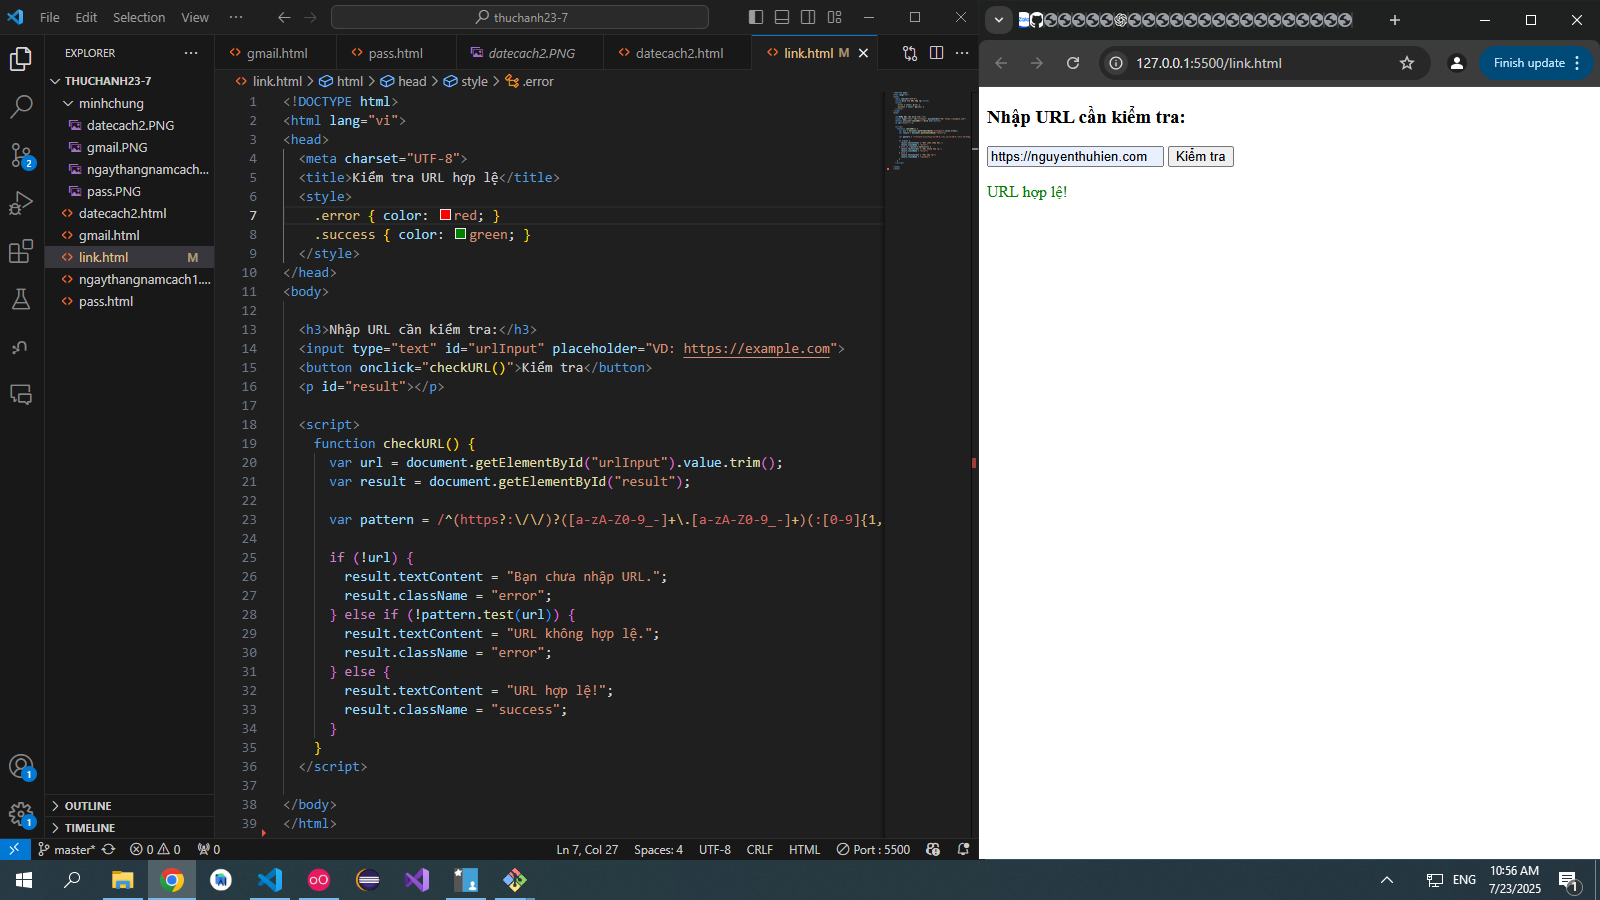 File Edit Selection View ··· thuchanh23-7
EXPLORER ···
THUCHANH23-7
minhchung
datecach2.PNG
gmail.PNG
ngaythangnamcach...
pass.PNG
datecach2.html
gmail.html
link.html M
ngaythangnamcach1....
pass.html
OUTLINE
TIMELINE
2
1
1
gmail.html pass.html datecach2.PNG datecach2.html link.html M
link.html > html > head > style > .error
1 <!DOCTYPE html>
2 <html lang="vi">
3 <head>
4 <meta charset="UTF-8">
5 <title>Kiểm tra URL hợp lệ</title>
6 <style>
7 .error { color: red; }
8 .success { color: green; }
9 </style>
10 </head>
11 <body>
12
13 <h3>Nhập URL cần kiểm tra:</h3>
14 <input type="text" id="urlInput" placeholder="VD: https://example.com">
15 <button onclick="checkURL()">Kiểm tra</button>
16 <p id="result"></p>
17
18 <script>
19 function checkURL() {
20 var url = document.getElementById("urlInput").value.trim();
21 var result = document.getElementById("result");
22
23 var pattern = /^(https?:\/\/)?([a-zA-Z0-9_-]+\.[a-zA-Z0-9_-]+)(:[0-9]{1,
24
25 if (!url) {
26 result.textContent = "Bạn chưa nhập URL.";
27 result.className = "error";
28 } else if (!pattern.test(url)) {
29 result.textContent = "URL không hợp lệ.";
30 result.className = "error";
31 } else {
32 result.textContent = "URL hợp lệ!";
33 result.className = "success";
34 }
35 }
36 </script>
37
38 </body>
39 </html>
master* 0 0 0 Ln 7, Col 27 Spaces: 4 UTF-8 CRLF HTML Port : 5500
Zalo
127.0.0.1:5500/link.html Finish update
Nhập URL cần kiểm tra:
https://nguyenthuhien.com Kiểm tra
URL hợp lệ!
ENG 10:56 AM
7/23/2025 1